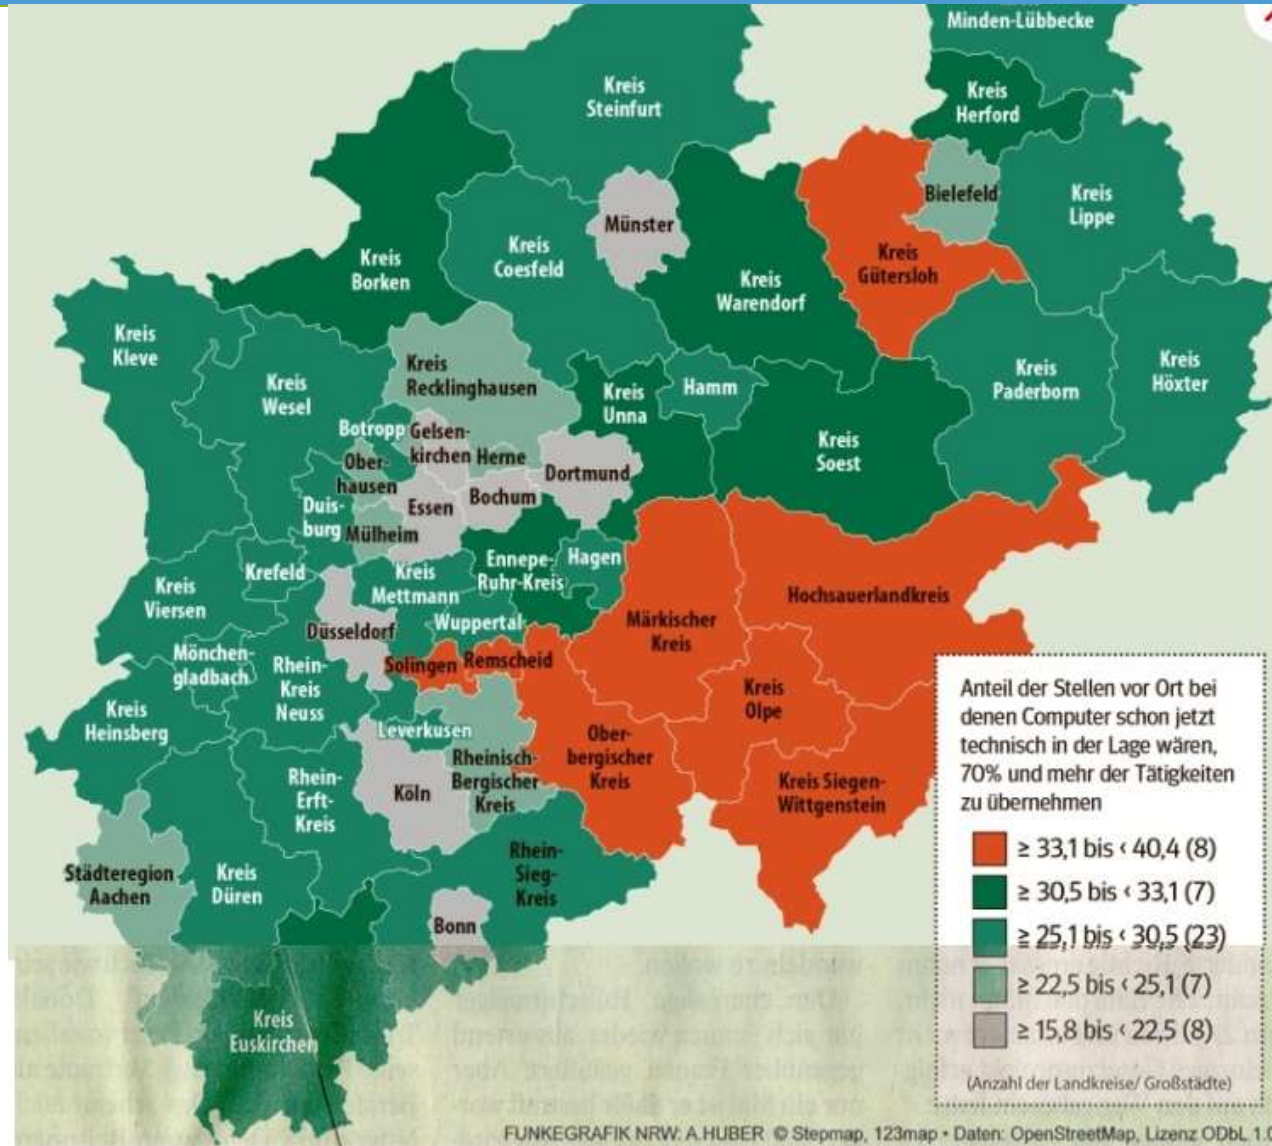 Minden-Lübbecke
Kreis
Steinfurt
Kreis
Herford
Bielefeld
Kreis
Lippe
Münster
Kreis
Coesfeld
Kreis
Borken
Kreis
Warendorf
Kreis
Gütersloh
Kreis
Kleve
Kreis
Wesel
Kreis
Recklinghausen
Kreis
Unna
Hamm
Kreis
Soest
Kreis
Paderborn
Kreis
Höxter
Botropp
Gelsen-
kirchen
Herne
Ober-
hausen
Dortmund
Bochum
Essen
Duis-
burg
Mülheim
Ennepe-
Ruhr-Kreis
Hagen
Krefeld
Kreis
Mettmann
Kreis
Viersen
Wuppertal
Düsseldorf
Märkischer
Kreis
Hochsauerlandkreis
Mönchen-
gladbach
Rhein-
Kreis
Neuss
Solingen
Remscheid
Kreis
Heinsberg
Leverkusen
Kreis
Olpe
Ober-
bergischer
Kreis
Rheinisch-
Bergischer
Kreis
Köln
Rhein-
Erft-
Kreis
Kreis Siegen-
Wittgenstein
Städteregion
Aachen
Kreis
Düren
Rhein-
Sieg-
Kreis
Bonn
Kreis
Euskirchen
Anteil der Stellen vor Ort bei
denen Computer schon jetzt
technisch in der Lage wären,
70% und mehr der Tätigkeiten
zu übernehmen
≥ 33,1 bis < 40,4 (8)
≥ 30,5 bis < 33,1 (7)
≥ 25,1 bis < 30,5 (23)
≥ 22,5 bis < 25,1 (7)
≥ 15,8 bis < 22,5 (8)
(Anzahl der Landkreise/ Großstädte)
FUNKEGRAFIK NRW: A.HUBER © Stepmap, 123map • Daten: OpenStreetMap, Lizenz ODbL 1.0